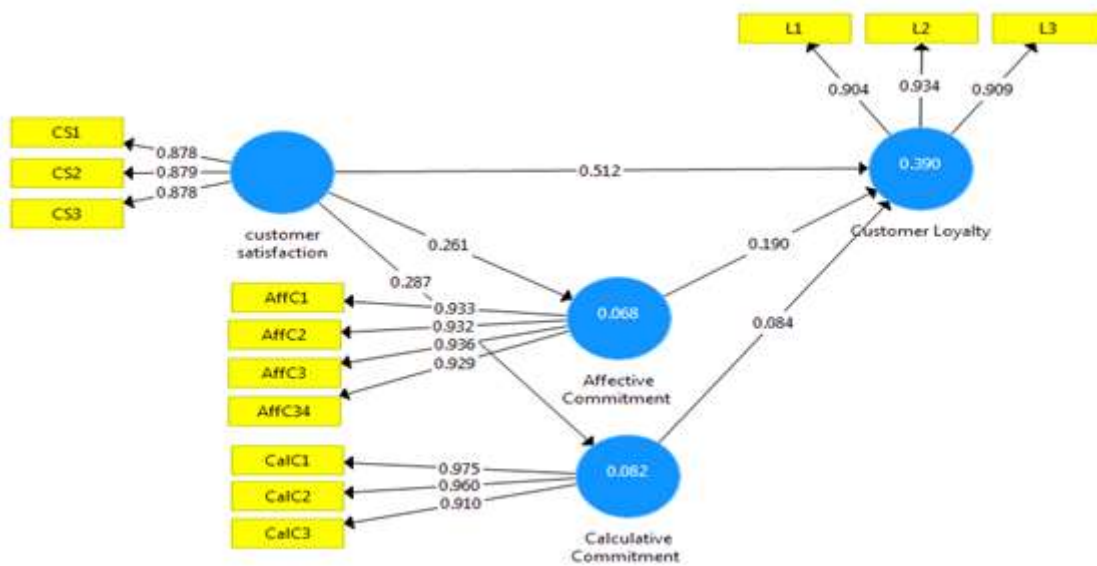 L1
L2
L3
0.904
0.934
0.909
CS1
CS2
CS3
0.878
0.879
0.878
0.512
0.390
Customer Loyalty
customer
satisfaction
0.261
0.287
0.190
0.084
AffC1
AffC2
AffC3
AffC34
0.933
0.932
0.936
0.929
0.068
Affective
Commitment
CalC1
CalC2
CalC3
0.975
0.960
0.910
0.082
Calculative
Commitment